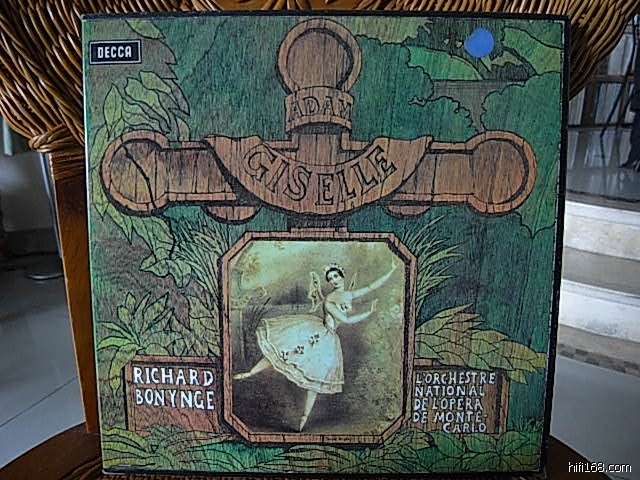 DECCA
ADAM
GISELLE
RICHARD
BONYNGE
L'ORCHESTRE
NATIONAL
DE L'OPERA
DE MONTE-
CARLO
hifi168.com